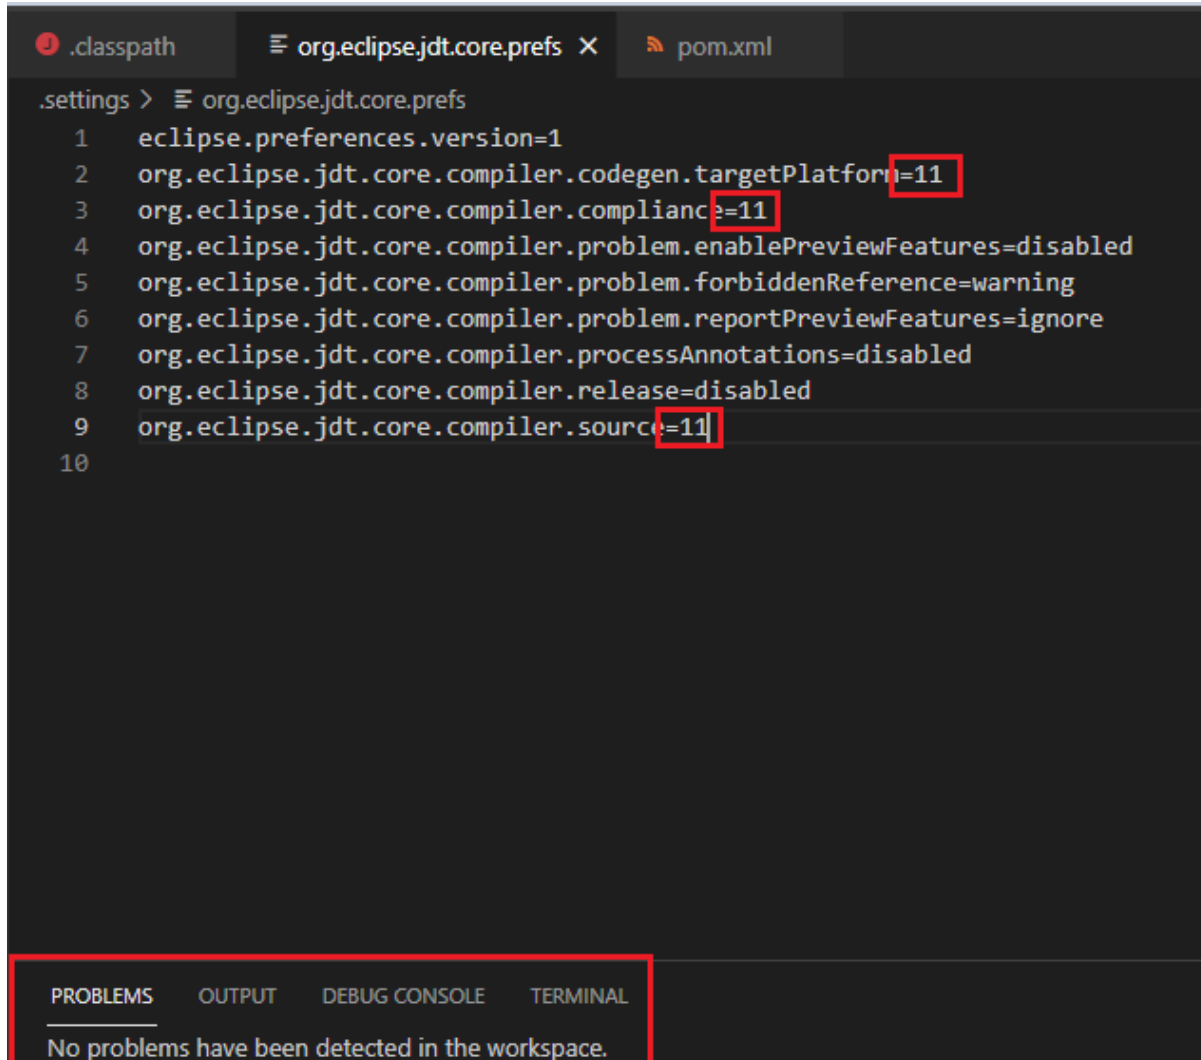 .classpath org.eclipse.jdt.core.prefs pom.xml
.settings > org.eclipse.jdt.core.prefs
1 eclipse.preferences.version=1
2 org.eclipse.jdt.core.compiler.codegen.targetPlatform=11
3 org.eclipse.jdt.core.compiler.compliance=11
4 org.eclipse.jdt.core.compiler.problem.enablePreviewFeatures=disabled
5 org.eclipse.jdt.core.compiler.problem.forbiddenReference=warning
6 org.eclipse.jdt.core.compiler.problem.reportPreviewFeatures=ignore
7 org.eclipse.jdt.core.compiler.processAnnotations=disabled
8 org.eclipse.jdt.core.compiler.release=disabled
9 org.eclipse.jdt.core.compiler.source=11
10
PROBLEMS OUTPUT DEBUG CONSOLE TERMINAL
No problems have been detected in the workspace.